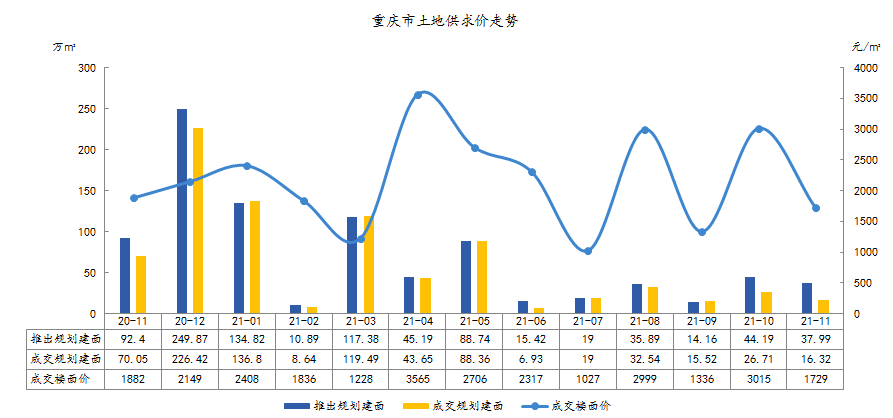 重庆市土地供求价走势
万㎡ 元/㎡
300 4000
250 3500
200 3000
150 2500
100 2000
50 1500
0 1000
500
0
20-11 20-12 21-01 21-02 21-03 21-04 21-05 21-06 21-07 21-08 21-09 21-10 21-11
推出规划建面 92.4 249.87 134.82 10.89 117.38 45.19 88.74 15.42 19 35.89 14.16 44.19 37.99
成交规划建面 70.05 226.42 136.8 8.64 119.49 43.65 88.36 6.93 19 32.54 15.52 26.71 16.32
成交楼面价 1882 2149 2408 1836 1228 3565 2706 2317 1027 2999 1336 3015 1729
推出规划建面 成交规划建面 成交楼面价